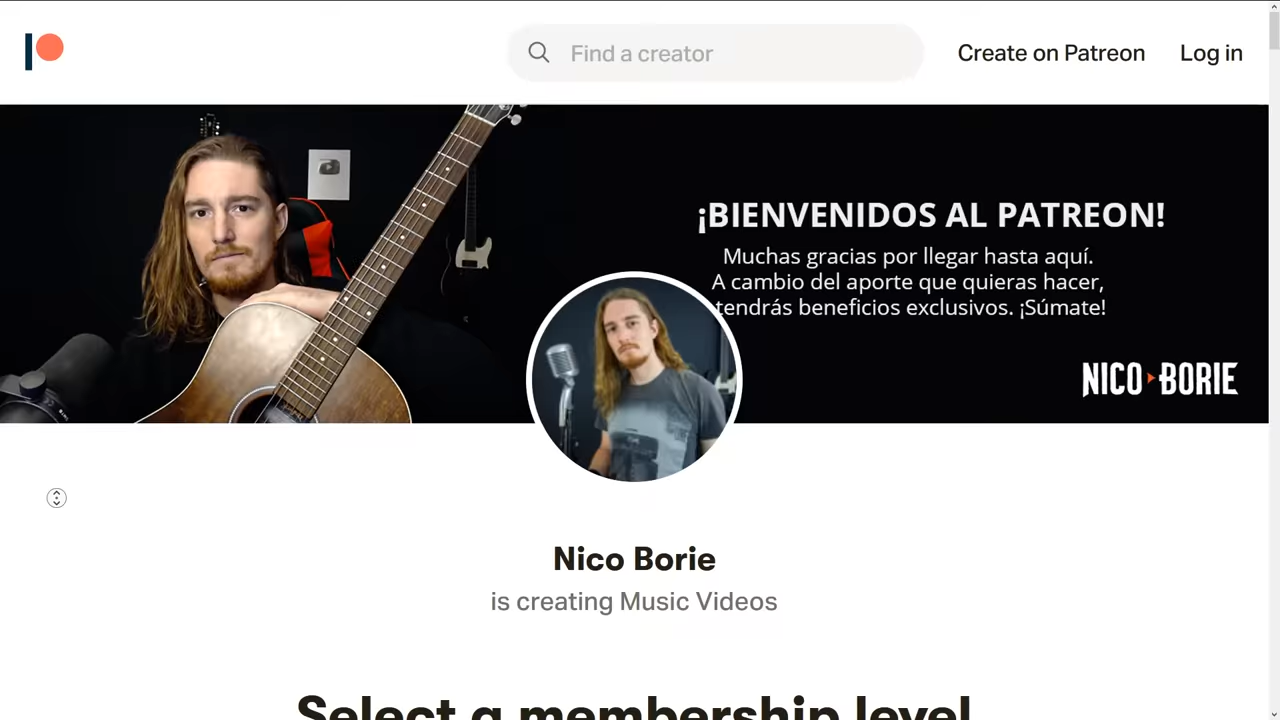 Find a creator
Create on Patreon
Log in
¡BIENVENIDOS AL PATREON!
Muchas gracias por llegar hasta aquí.
A cambio del aporte que quieras hacer,
tendrás beneficios exclusivos. ¡Súmate!
NICO BORIE
Nico Borie
is creating Music Videos
Select a membership level